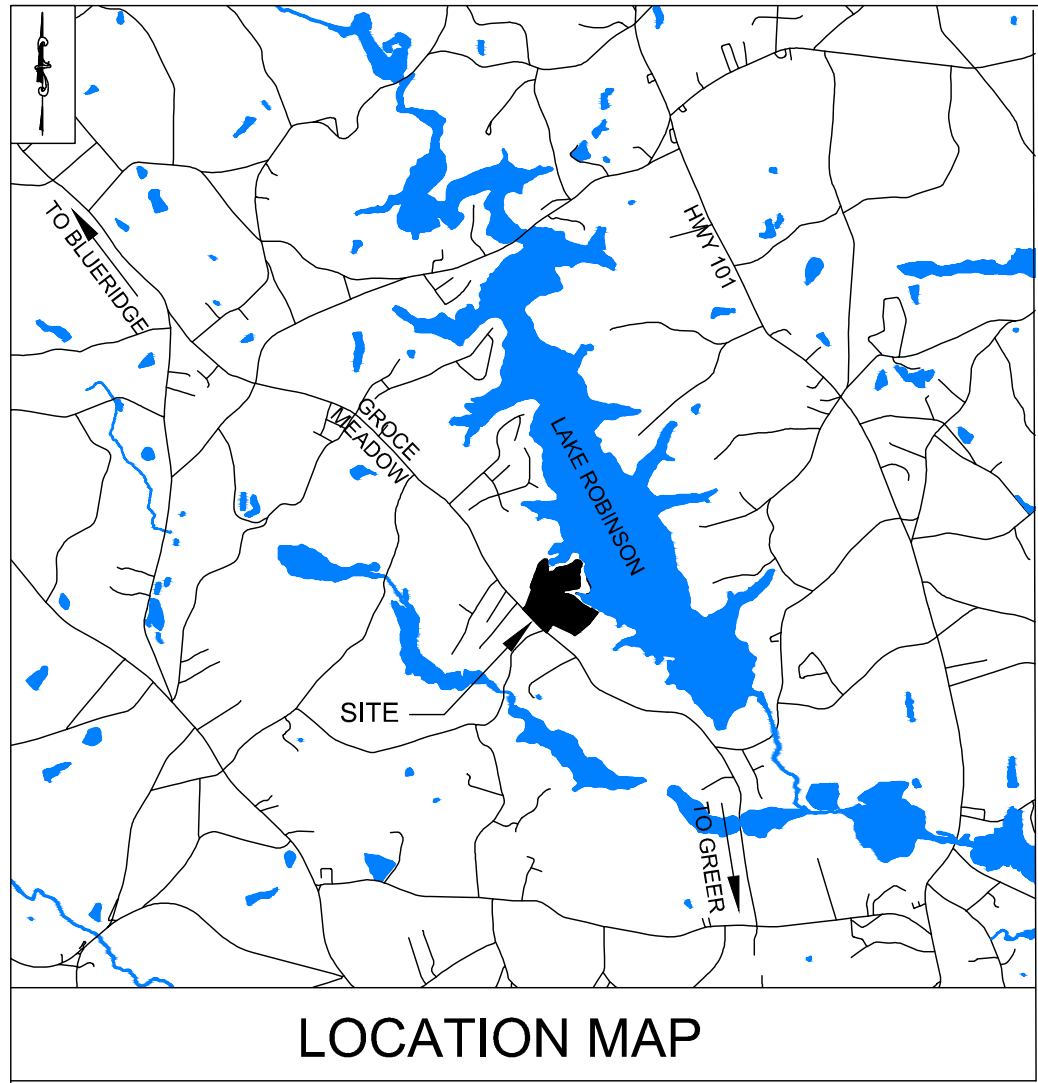 TO BLUERIDGE
HWY 101
GROCE
MEADOW
LAKE ROBINSON
SITE
TO GREER
LOCATION MAP